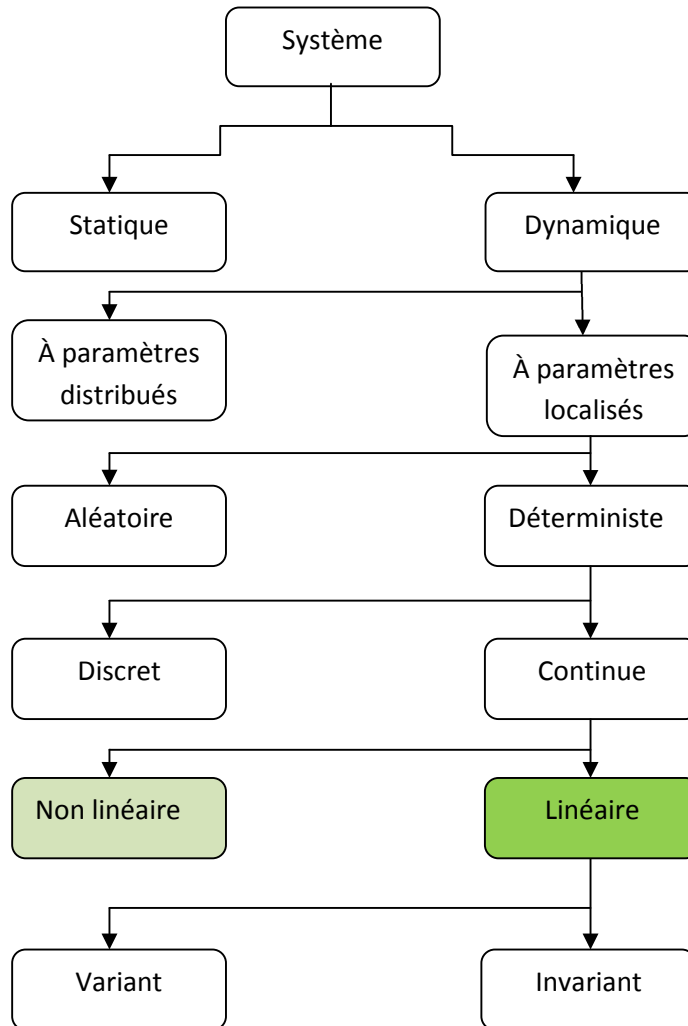 Système
Statique
Dynamique
À paramètres
distribués
À paramètres
localisés
Aléatoire
Déterministe
Discret
Continue
Non linéaire
Linéaire
Variant
Invariant